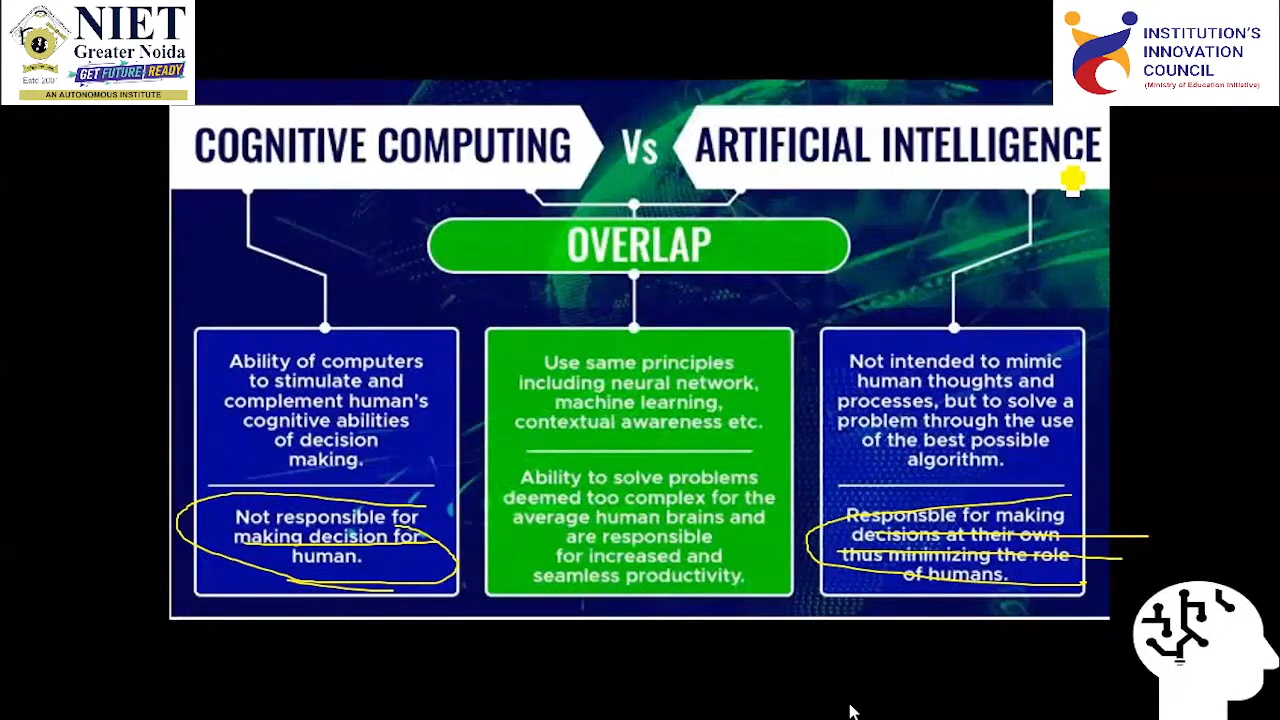 NIET
Greater Noida
GET FUTURE READY
Estd 2001
AN AUTONOMOUS INSTITUTE
INSTITUTION'S
INNOVATION
COUNCIL
(Ministry of Education Initiative)
COGNITIVE COMPUTING Vs ARTIFICIAL INTELLIGENCE
OVERLAP
Ability of computers
to stimulate and
complement human's
cognitive abilities
of decision
making.
Not responsible for
making decision for
human.
Use same principles
including neural network,
machine learning,
contextual awareness etc.
Ability to solve problems
deemed too complex for the
average human brains and
are responsible
for increased and
seamless productivity.
Not intended to mimic
human thoughts and
processes, but to solve a
problem through the use
of the best possible
algorithm.
Responsble for making
decisions at their own
thus minimizing the role
of humans.